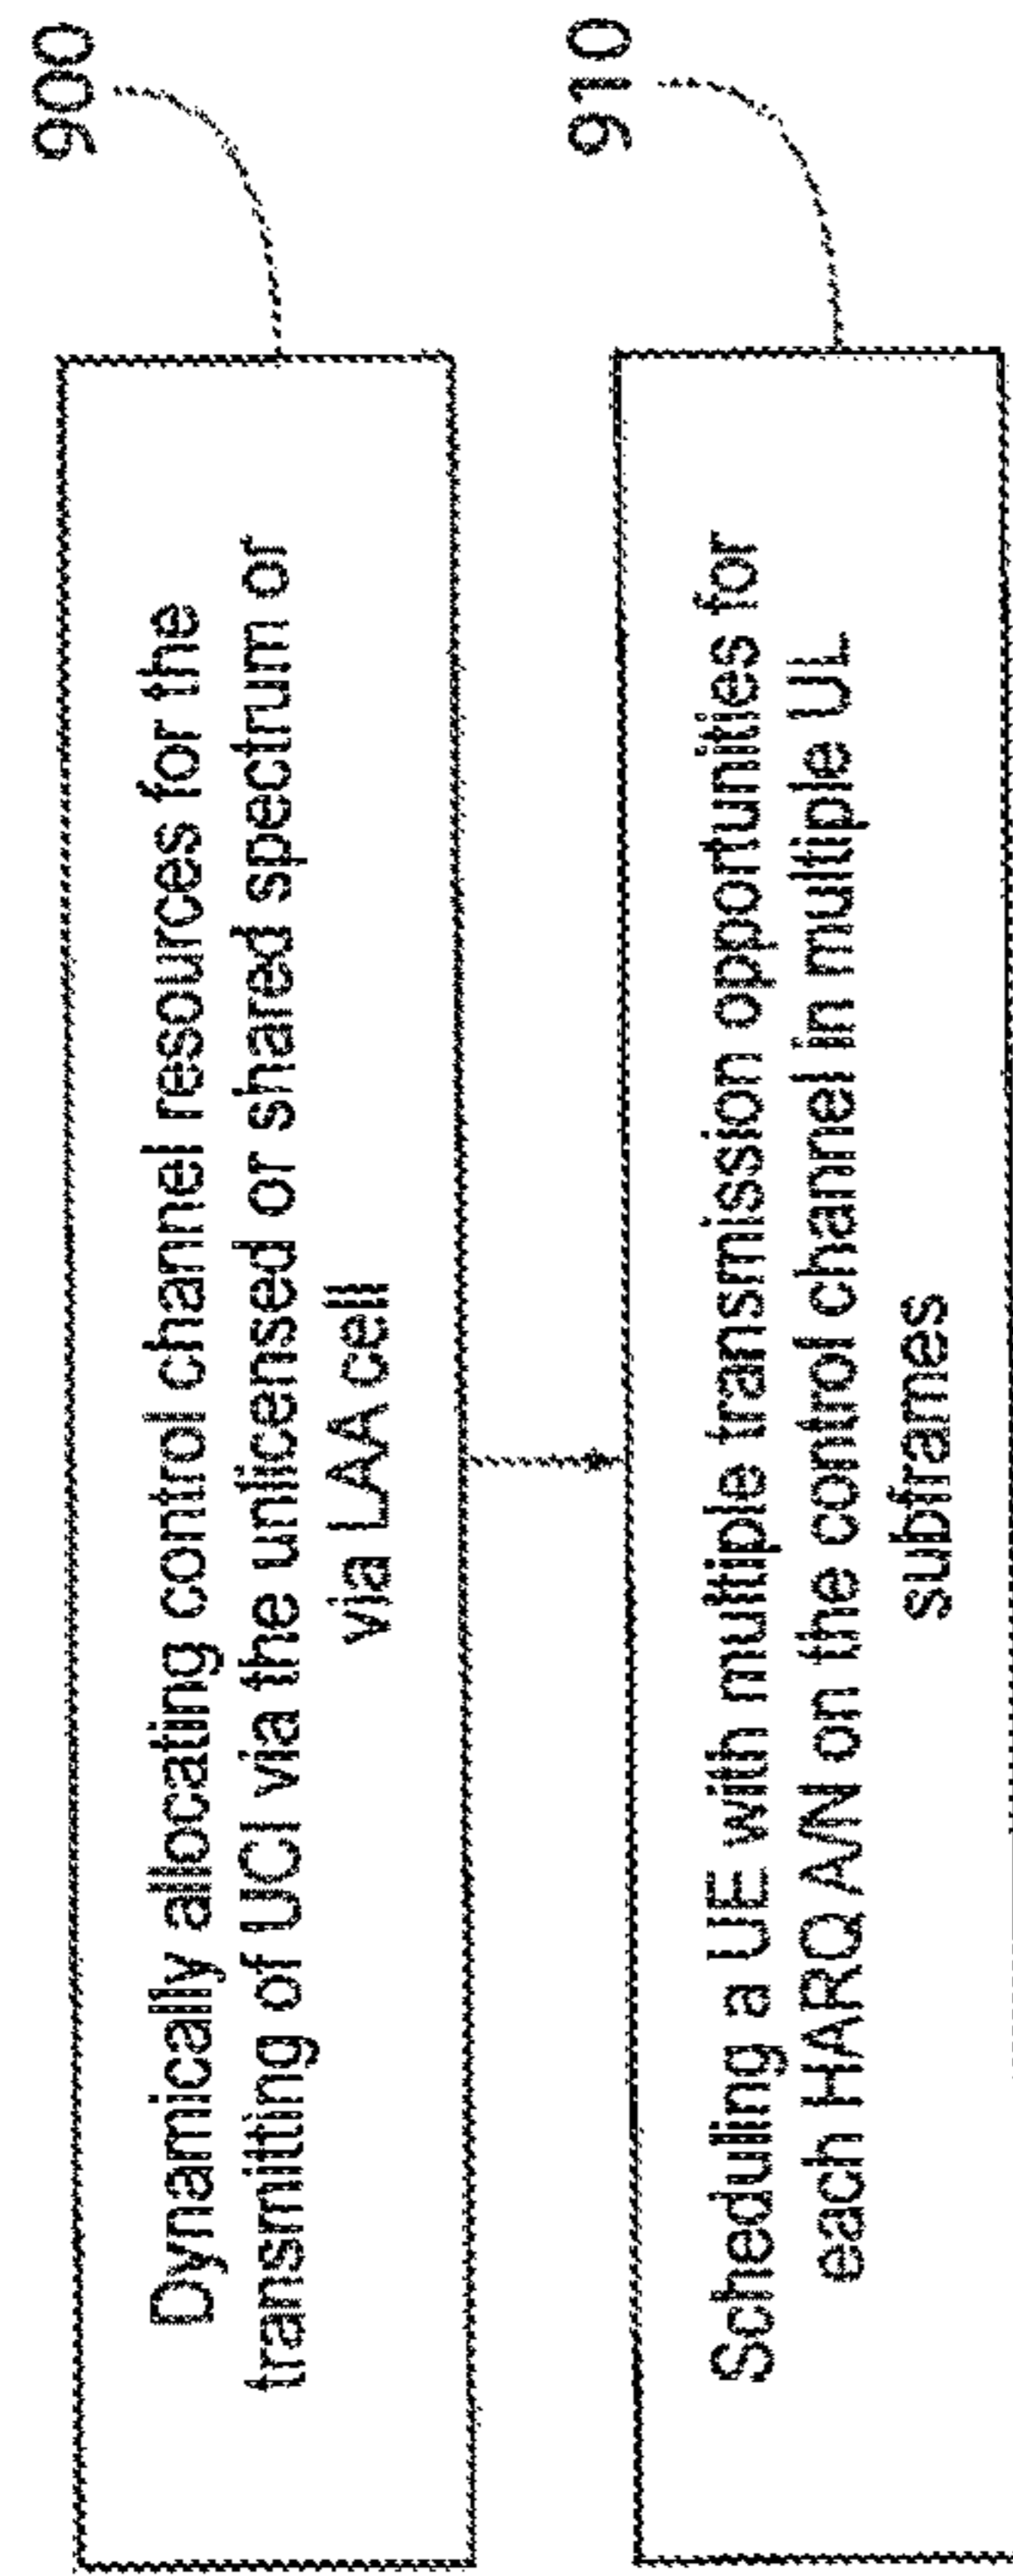 900
Dynamically allocating control channel resources for the
transmitting of UCI via the unlicensed or shared spectrum or
via LAA cell
910
Scheduling a UE with multiple transmission opportunities for
each HARQ A/N on the control channel in multiple UL
subframes